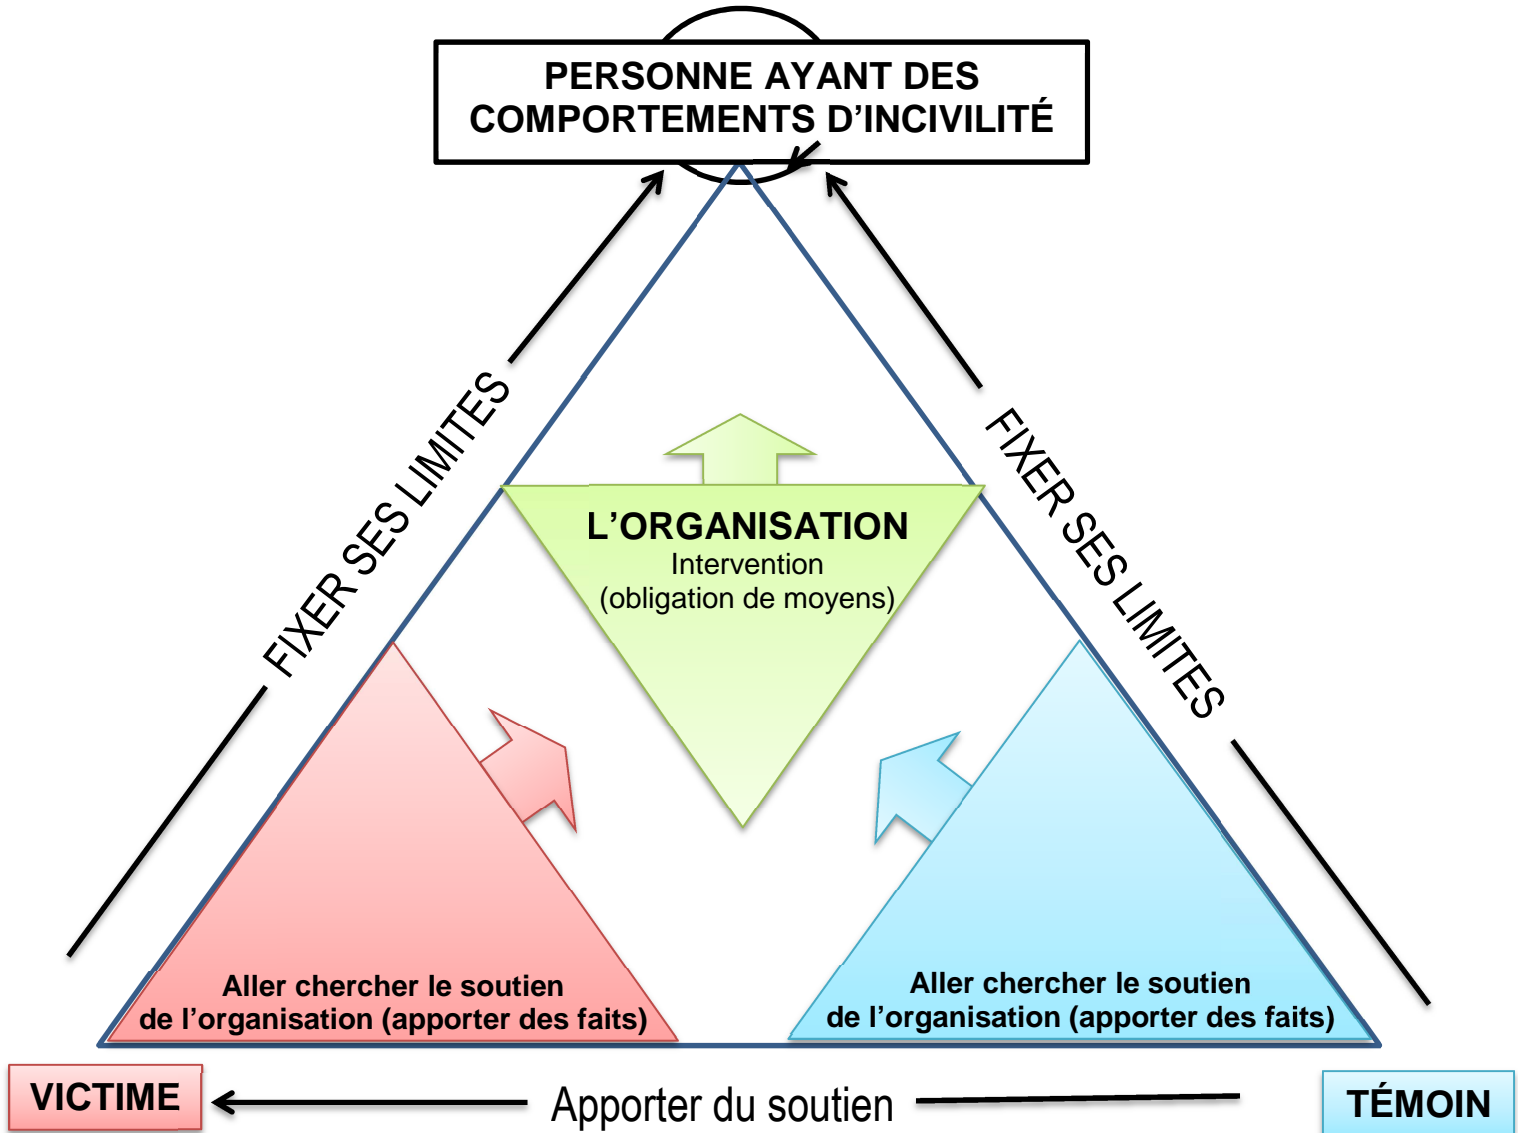 PERSONNE AYANT DES
COMPORTEMENTS D’INCIVILITÉ
FIXER SES LIMITES
FIXER SES LIMITES
L’ORGANISATION
Intervention
(obligation de moyens)
Aller chercher le soutien
de l’organisation (apporter des faits)
Aller chercher le soutien
de l’organisation (apporter des faits)
VICTIME
Apporter du soutien
TÉMOIN